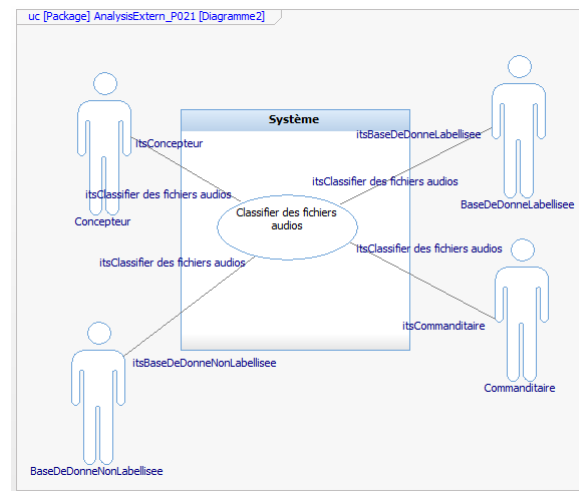 uc [Package] AnalysisExtern_P021 [Diagramme2]
Système
itsConcepteur
itsBaseDeDonneLabellisee
itsClassifier des fichiers audios
itsClassifier des fichiers audios
Concepteur
BaseDeDonneLabellisee
Classifier des fichiers
audios
itsClassifier des fichiers audios
itsClassifier des fichiers audios
itsCommanditaire
itsBaseDeDonneNonLabellisee
Commanditaire
BaseDeDonneNonLabellisee